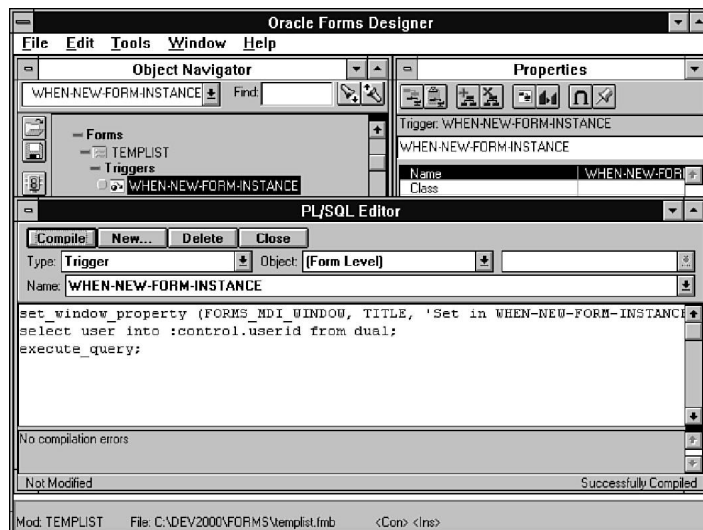 Oracle Forms Designer
File Edit Tools Window Help
Object Navigator
WHEN-NEW-FORM-INSTANCE Find:
Forms
TEMPLIST
Triggers
WHEN-NEW-FORM-INSTANCE
Properties
Trigger: WHEN-NEW-FORM-INSTANCE
WHEN-NEW-FORM-INSTANCE
Name WHEN-NEW-FORI
Class
PL/SQL Editor
Compile New... Delete Close
Type: Trigger Object: (Form Level)
Name: WHEN-NEW-FORM-INSTANCE
set_window_property (FORMS_MDI_WINDOW, TITLE, 'Set in WHEN-NEW-FORM-INSTANCE
select user into :control.userid from dual;
execute_query;
No compilation errors
Not Modified Successfully Compiled
Mod: TEMPLIST File: C:\DEV2000\FORMS\templist.fmb <Con> <Ins>